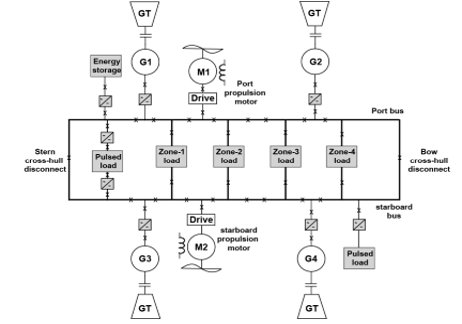 GT
GT
Energy
storage
G1
M1
Port
propulsion
motor
G2
Drive
Port bus
Stern
cross-hull
disconnect
Pulsed
load
Zone-1
load
Zone-2
load
Zone-3
load
Zone-4
load
Bow
cross-hull
disconnect
starboard
bus
Drive
starboard
propulsion
motor
G3
M2
G4
Pulsed
load
GT
GT